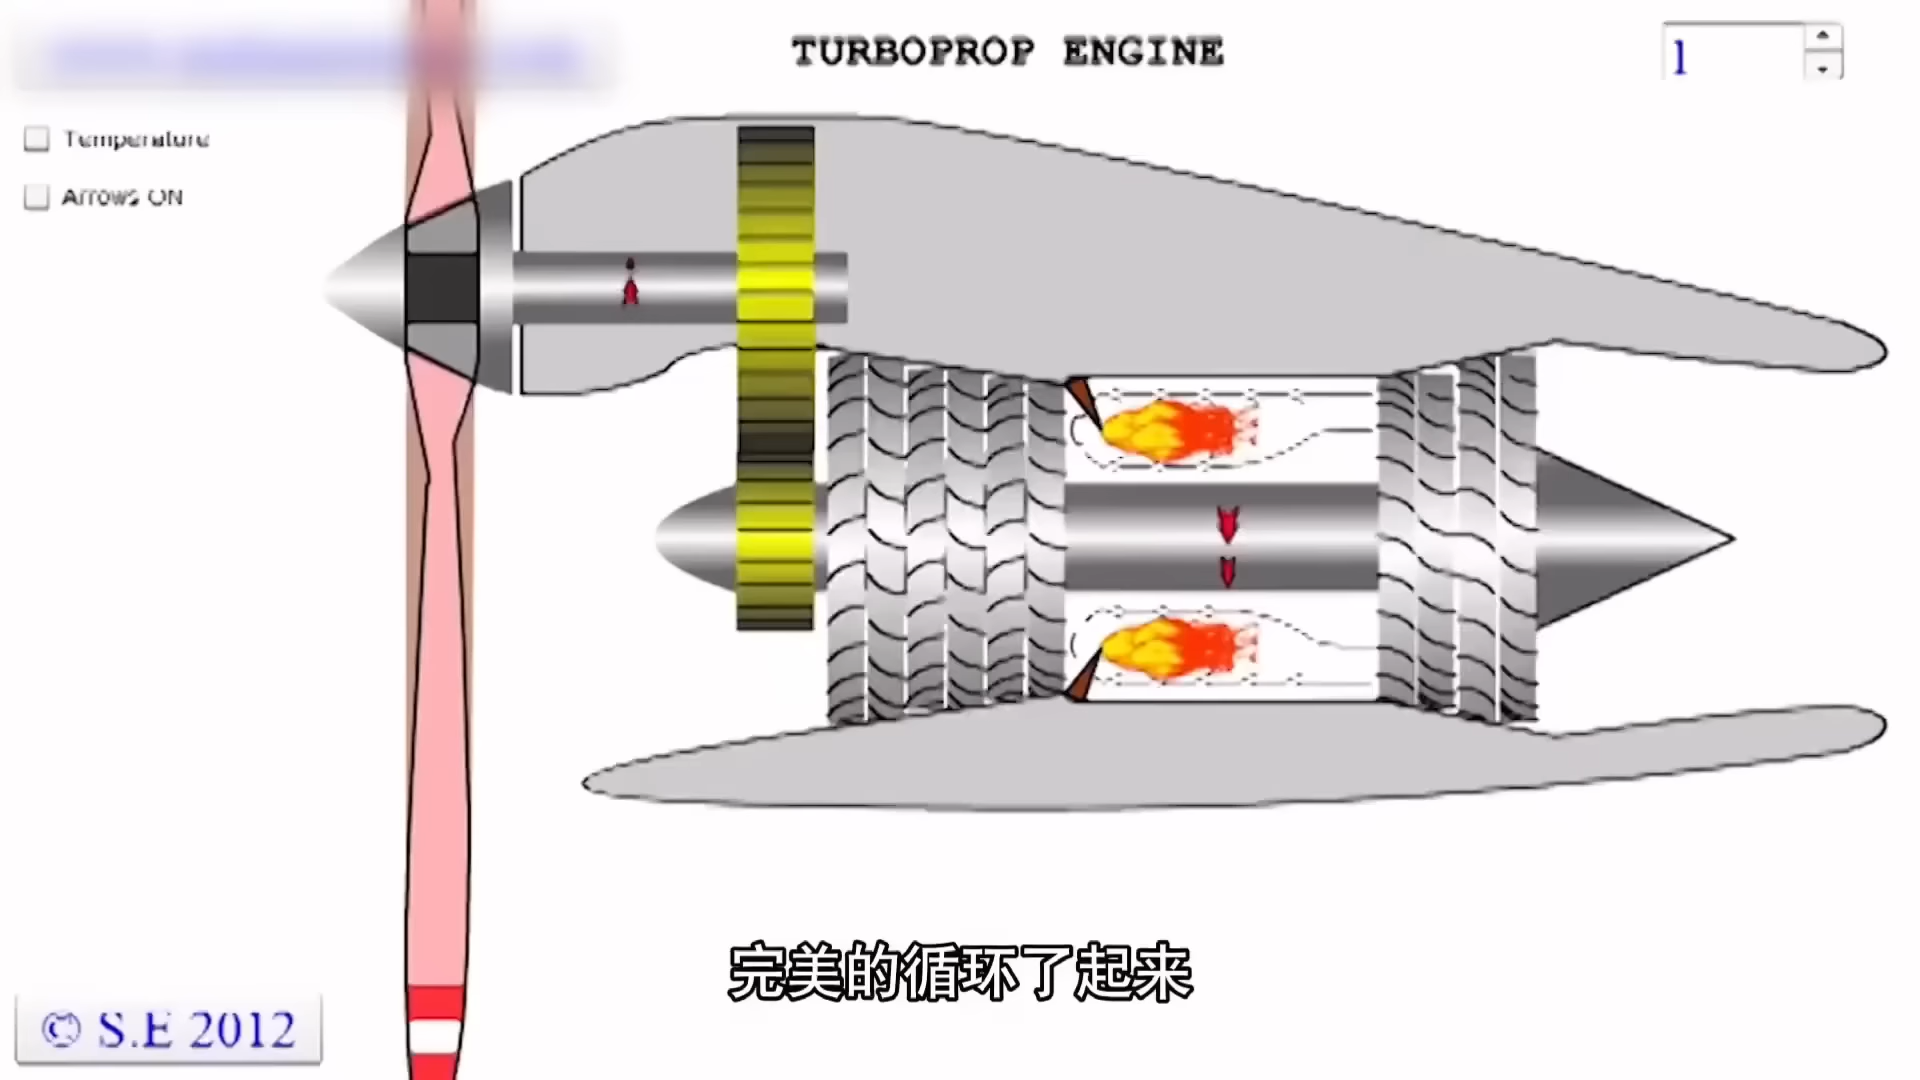 TURBOPROP ENGINE
1
Temperature
Arrows ON
完美的循环了起来
© S.E 2012